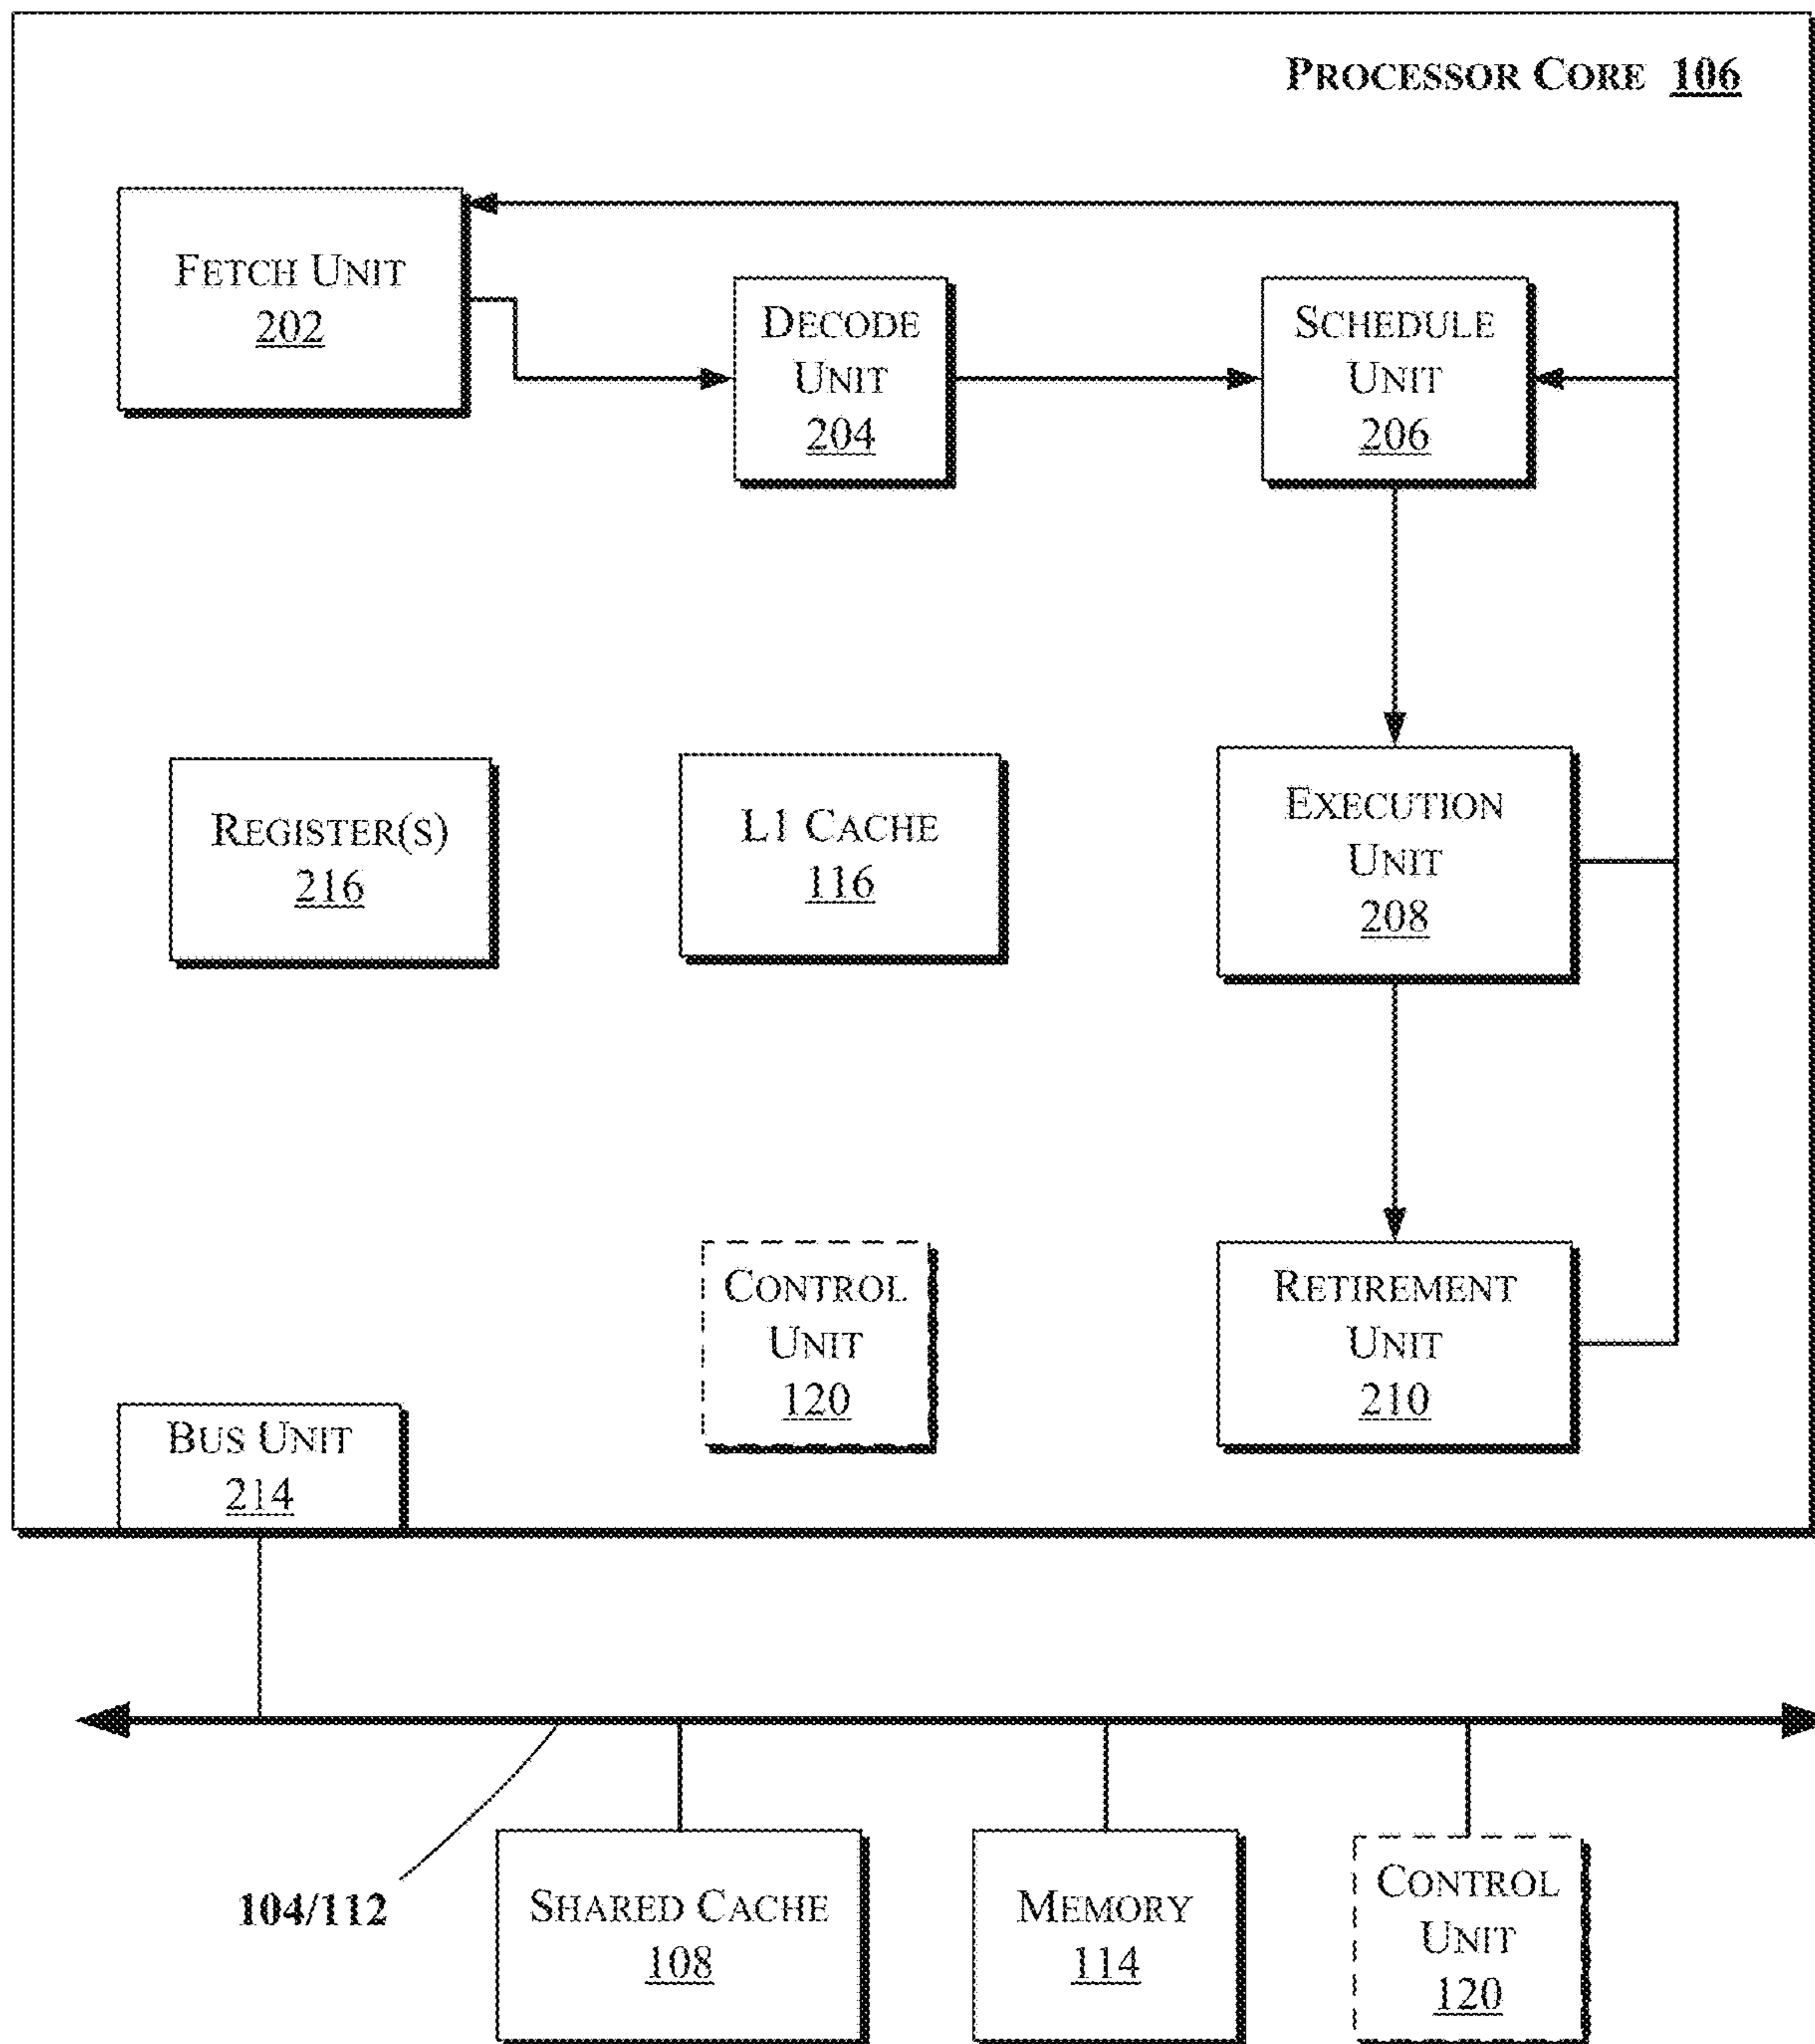 PROCESSOR CORE 106
FETCH UNIT
202
DECODE
UNIT
204
SCHEDULE
UNIT
206
REGISTER(S)
216
L1 CACHE
116
EXECUTION
UNIT
208
CONTROL
UNIT
120
RETIREMENT
UNIT
210
BUS UNIT
214
104/112
SHARED CACHE
108
MEMORY
114
CONTROL
UNIT
120